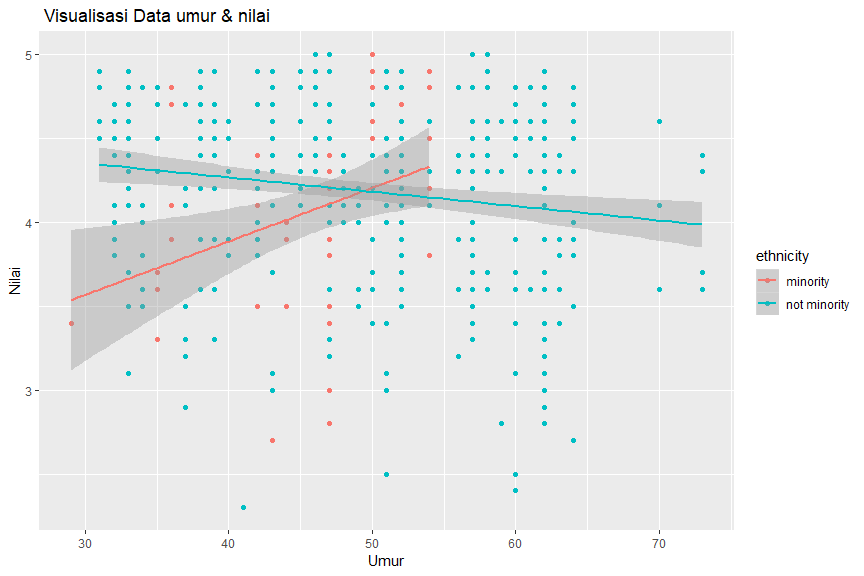 Visualisasi Data umur & nilai
5
4
3
Nilai
30 40 50 60 70
Umur
ethnicity
minority
not minority